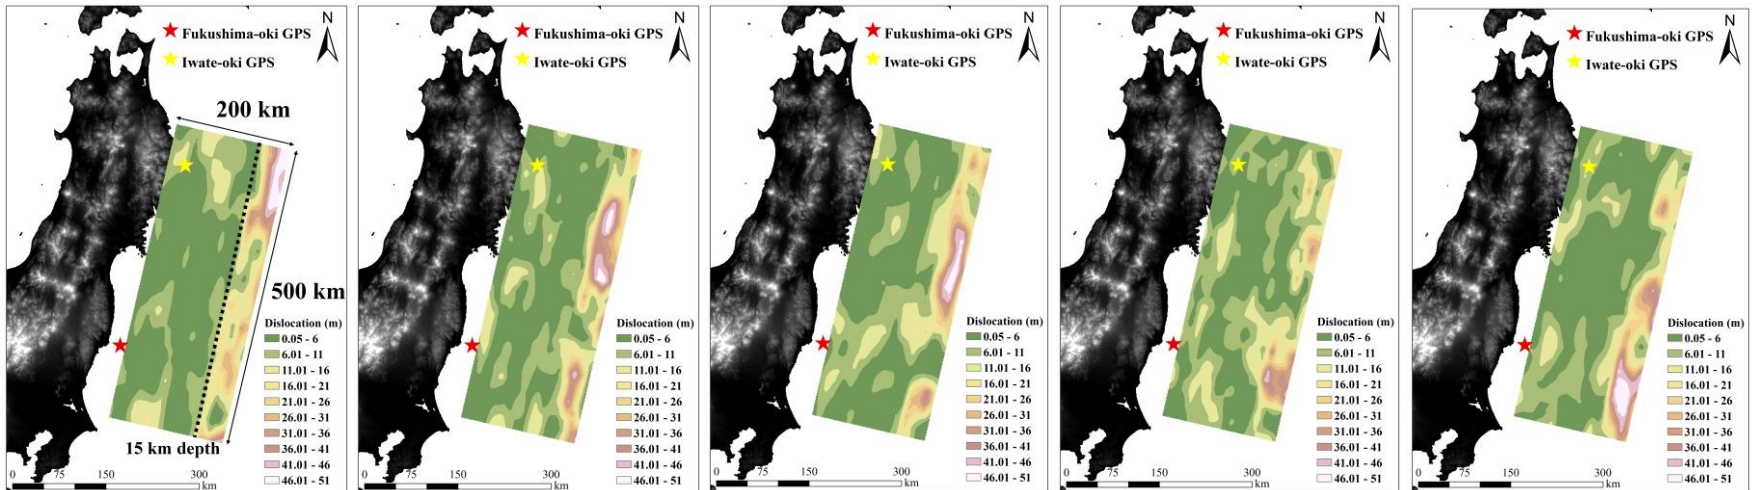 N
Fukushima-oki GPS
Iwate-oki GPS
200 km
500 km
Dislocation (m)
0.05 - 6
6.01 - 11
11.01 - 16
16.01 - 21
21.01 - 26
26.01 - 31
31.01 - 36
36.01 - 41
41.01 - 46
46.01 - 51
15 km depth
0 75 150 300
km
N
Fukushima-oki GPS
Iwate-oki GPS
Dislocation (m)
0.05 - 6
6.01 - 11
11.01 - 16
16.01 - 21
21.01 - 26
26.01 - 31
31.01 - 36
36.01 - 41
41.01 - 46
46.01 - 51
0 75 150 300
km
N
Fukushima-oki GPS
Iwate-oki GPS
Dislocation (m)
0.05 - 6
6.01 - 11
11.01 - 16
16.01 - 21
21.01 - 26
26.01 - 31
31.01 - 36
36.01 - 41
41.01 - 46
46.01 - 51
0 75 150 300
km
N
Fukushima-oki GPS
Iwate-oki GPS
Dislocation (m)
0.05 - 6
6.01 - 11
11.01 - 16
16.01 - 21
21.01 - 26
26.01 - 31
31.01 - 36
36.01 - 41
41.01 - 46
46.01 - 51
0 75 150 300
km
N
Fukushima-oki GPS
Iwate-oki GPS
Dislocation (m)
0.05 - 6
6.01 - 11
11.01 - 16
16.01 - 21
21.01 - 26
26.01 - 31
31.01 - 36
36.01 - 41
41.01 - 46
46.01 - 51
0 75 150 300
km